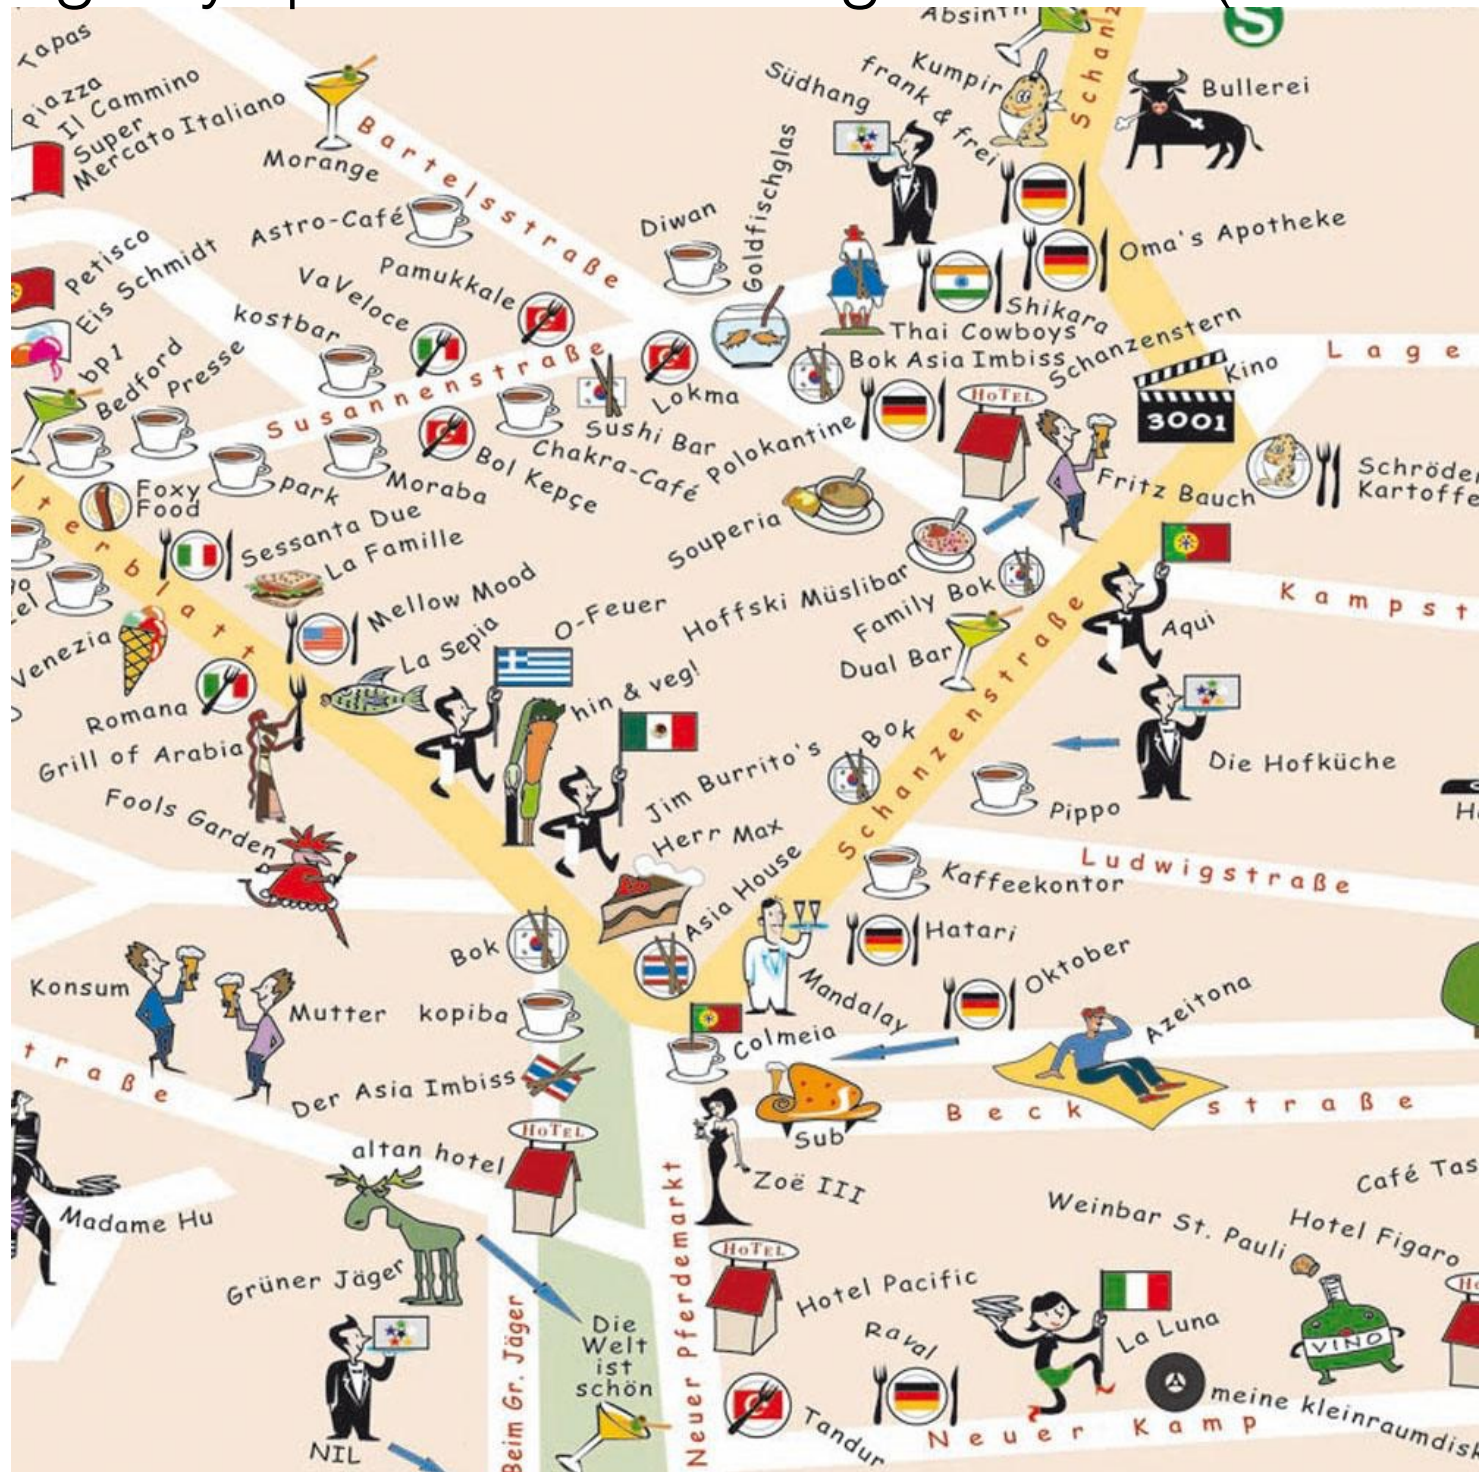 Absinth
S
Schanz
Tapas
Piazza
Il Cammino
Super
Mercato Italiano
Morange
Bartelsstraße
Südhang
frank & frei
Kumpir
Bullerei
Astro-Café
Diwan
Goldfischglas
Oma's Apotheke
Petisco
Eis Schmidt
VaVeloce
Pamukkale
kostbar
Shikara
Thai Cowboys
Bok Asia Imbiss
Schanzenstern
Kino
3001
Lage
bp1
Bedford
Presse
Susannenstraße
Lokma
Sushi Bar
Chakra-Café
Polokantine
HOTEL
Fritz Bauch
Schröder
Kartoffe
Foxy
Food
park
Moraba
Bol Kepçe
Souperia
lterblatt
Sessanta Due
La Famille
Mellow Mood
O-Feuer
Hoffski Müslibar
Family Bok
Dual Bar
Schanzenstraße
Aqui
Kampst
Venezia
La Sepia
Romana
hin & veg!
Grill of Arabia
Jim Burrito's
Bok
Pippo
Die Hofküche
Fools Garden
Herr Max
Asia House
Kaffeekontor
Ludwigstraße
Bok
Hatari
Konsum
Mutter
kopiba
Mandalay
Oktober
Azeitona
Colmeia
traße
Der Asia Imbiss
Sub
Beckstraße
altan hotel
HOTEL
Zoë III
Madame Hu
Grüner Jäger
Neuer Pferdemarkt
Beim Gr. Jäger
HOTEL
Hotel Pacific
Weinbar St. Pauli
Café Tas
Hotel Figaro
Die
Welt
ist
schön
Raval
La Luna
VINO
NIL
Tandur
meine kleinraumdisk
Neuer Kamp